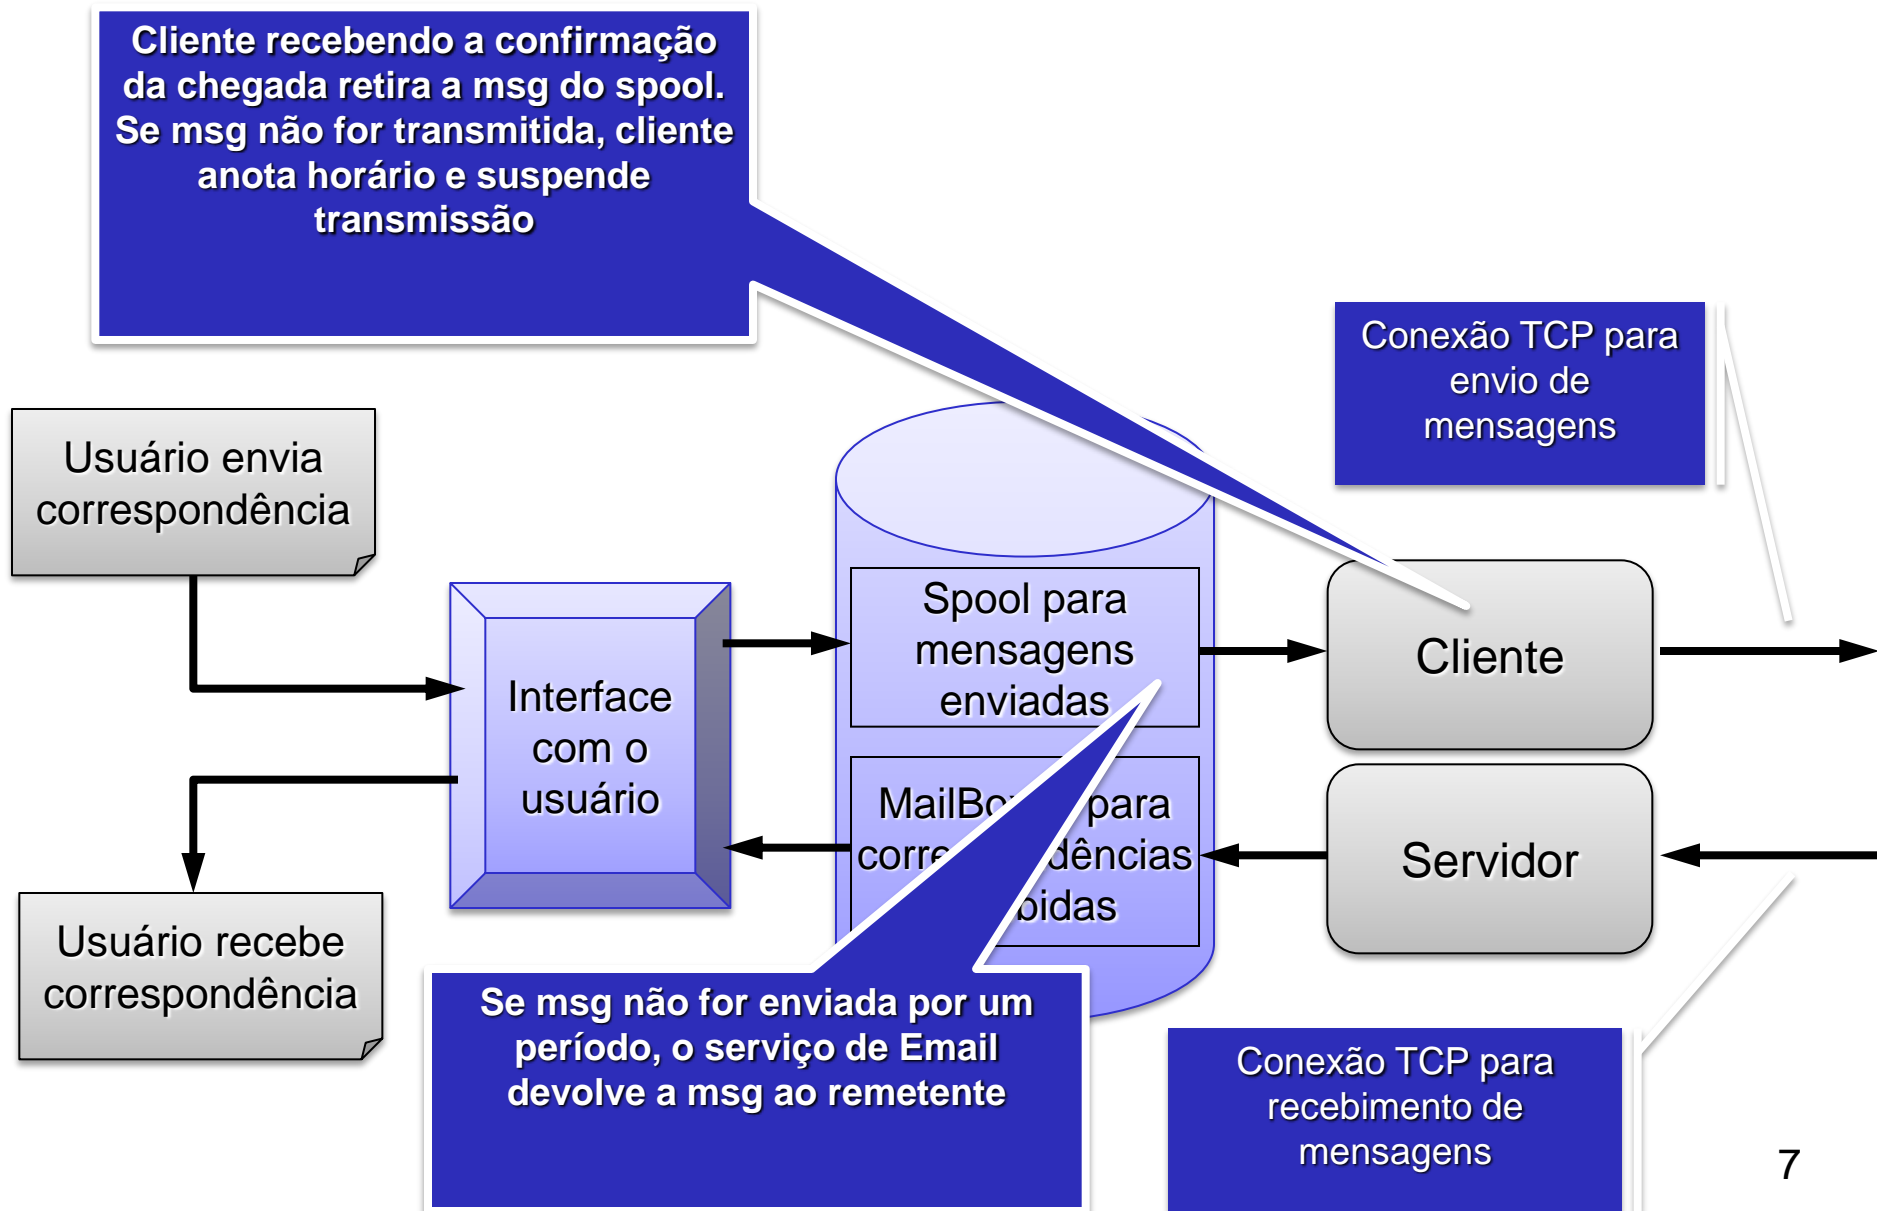 Cliente recebendo a confirmação
da chegada retira a msg do spool.
Se msg não for transmitida, cliente
anota horário e suspende
transmissão
Conexão TCP para
envio de
mensagens
Usuário envia
correspondência
Spool para
mensagens
enviadas
Cliente
Interface
com o
usuário
para
Servidor
Usuário recebe
correspondência
Se msg não for enviada por um
período, o serviço de Email
devolve a msg ao remetente
Conexão TCP para
recebimento de
mensagens
7